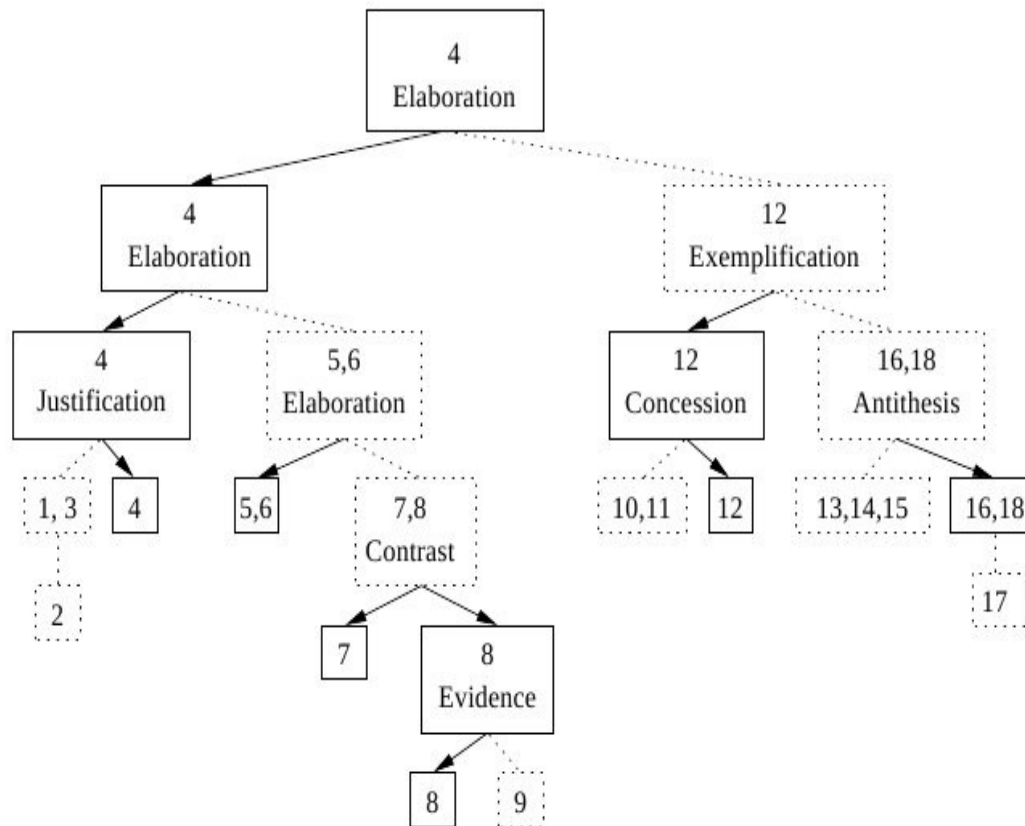 4
Elaboration
4
Elaboration
12
Exemplification
4
Justification
5,6
Elaboration
12
Concession
16,18
Antithesis
1, 3
4
5,6
7,8
Contrast
10,11
12
13,14,15
16,18
2
17
7
8
Evidence
8
9